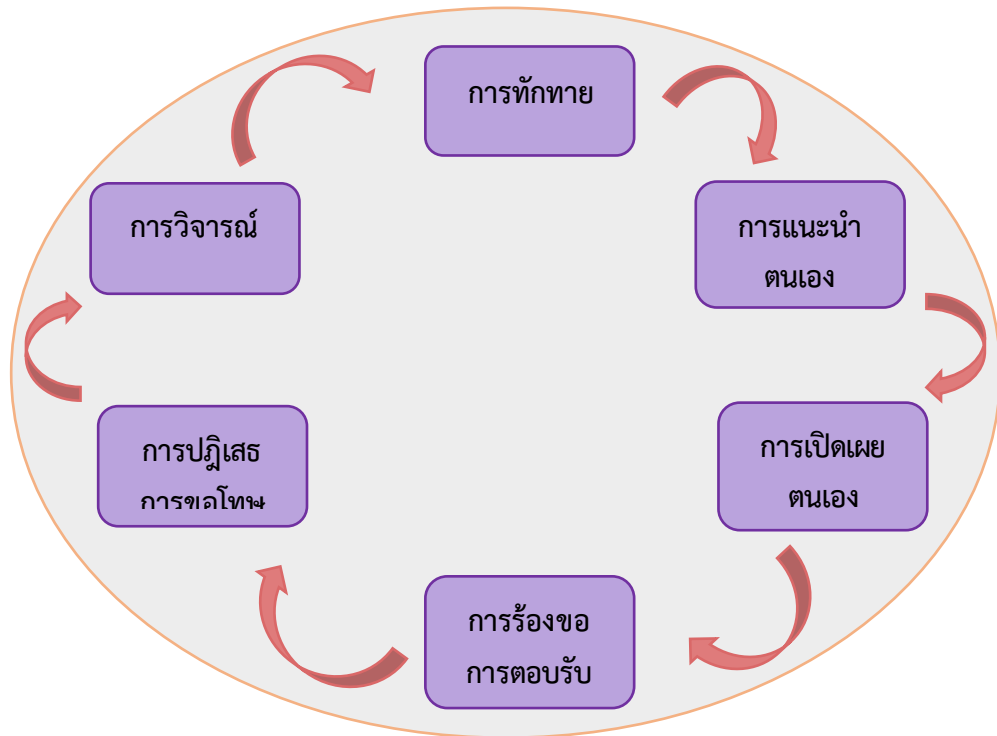 การทักทาย
การแนะนำ
ตนเอง
การเปิดเผย
ตนเอง
การร้องขอ
การตอบรับ
การปฎิเสธ
การขอโทษ
การวิจารณ์